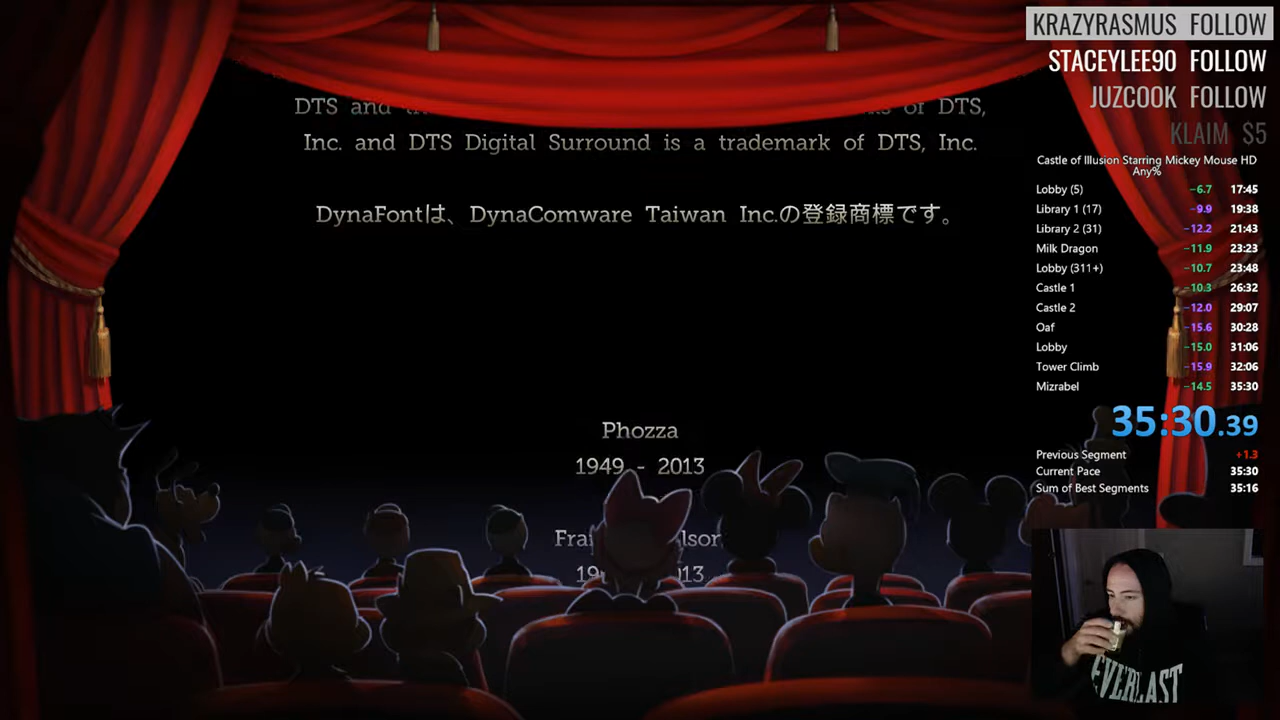 KRAZYRASMUS FOLLOW
STACEYLEE90 FOLLOW
JUZCOOK FOLLOW
KLAIM $5
DTS and of DTS,
Inc. and DTS Digital Surround is a trademark of DTS, Inc.
DynaFontは、DynaComware Taiwan Inc.の登録商標です。
Phozza
1949 - 2013
Castle of Illusion Starring Mickey Mouse HD
Any%
Lobby (5) -6.7 17:45
Library 1 (17) -9.9 19:38
Library 2 (31) -12.2 21:43
Milk Dragon -11.9 23:23
Lobby (311+) -10.7 23:48
Castle 1 -10.3 26:32
Castle 2 -12.0 29:07
Oaf -15.6 30:28
Lobby -15.0 31:06
Tower Climb -15.9 32:06
Mizrabel -14.5 35:30
35:30.39
Previous Segment +1.3
Current Pace 35:30
Sum of Best Segments 35:16
EVERLAST